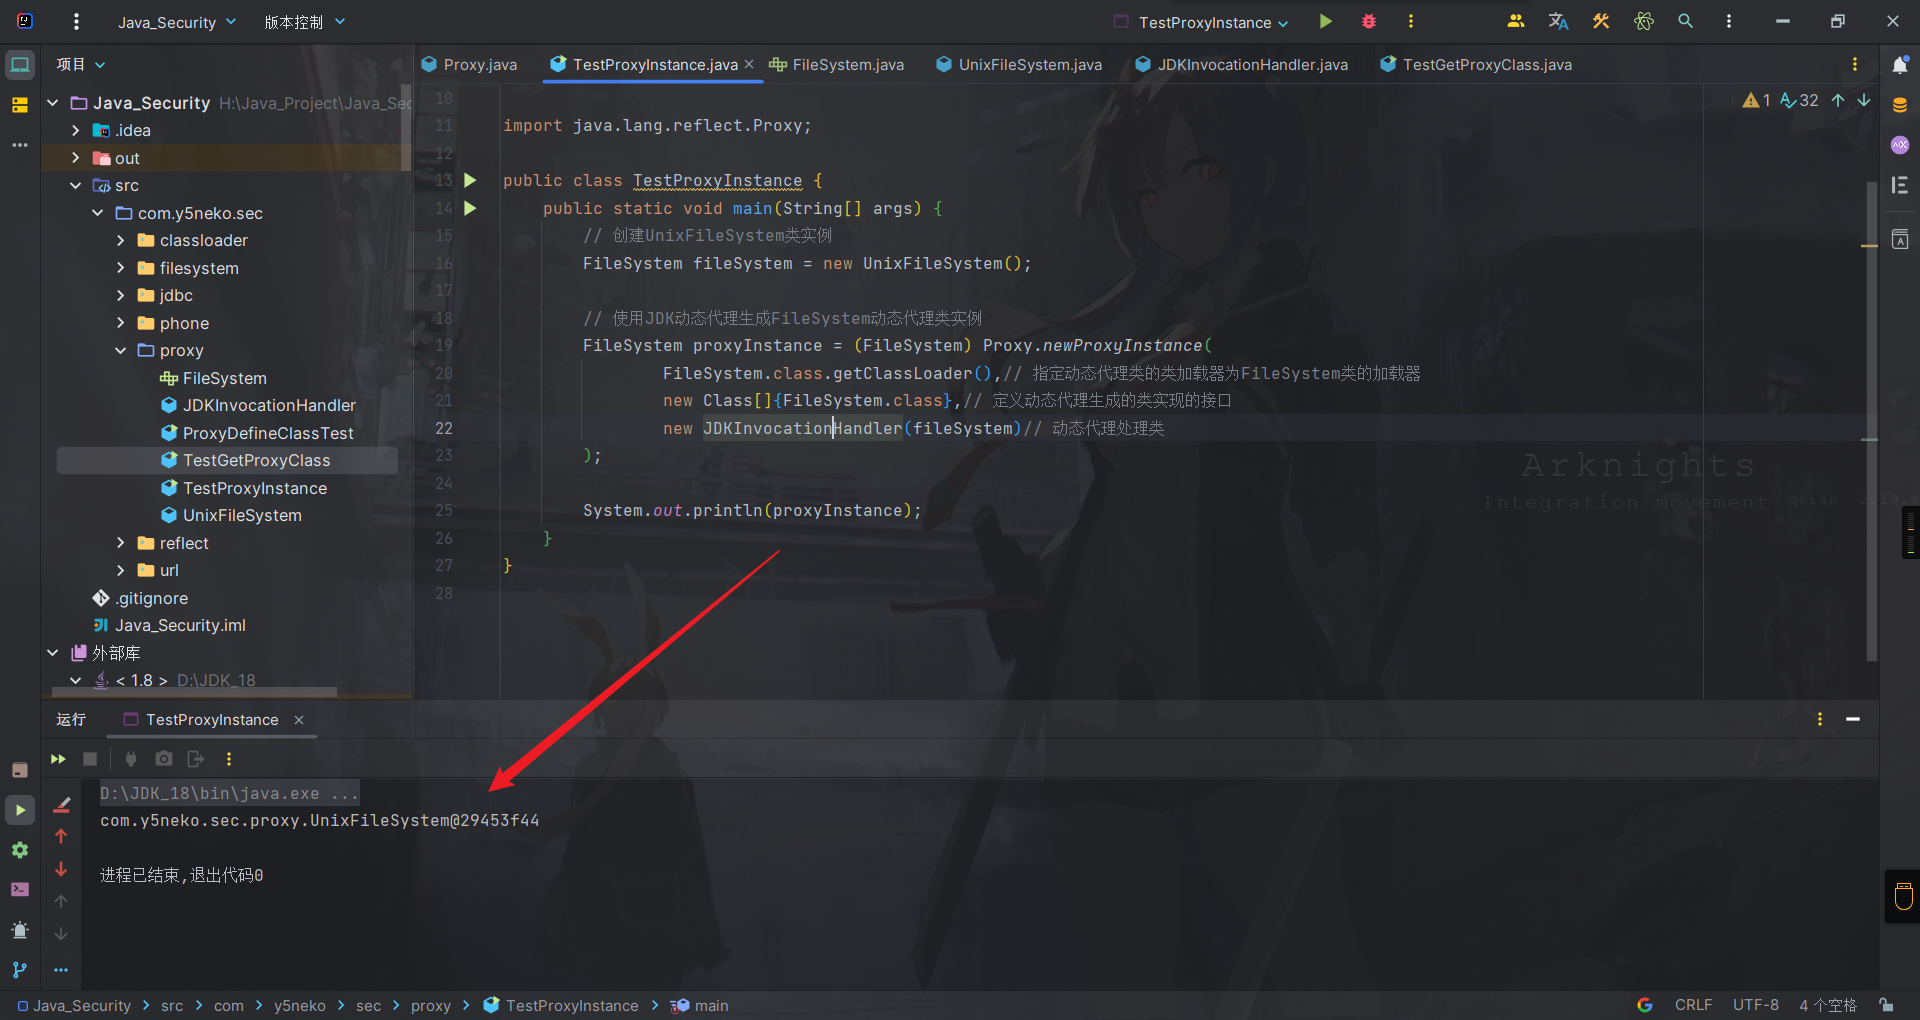 Java_Security
版本控制
TestProxyInstance
项目
Proxy.java
TestProxyInstance.java
FileSystem.java
UnixFileSystem.java
JDKInvocationHandler.java
TestGetProxyClass.java
Java_Security H:\Java_Project\Java_Sec
.idea
out
src
com.y5neko.sec
classloader
filesystem
jdbc
phone
proxy
FileSystem
JDKInvocationHandler
ProxyDefineClassTest
TestGetProxyClass
TestProxyInstance
UnixFileSystem
reflect
url
.gitignore
Java_Security.iml
外部库
< 1.8 > D:\JDK_18
1 32
10
11 import java.lang.reflect.Proxy;
12
13 public class TestProxyInstance {
14 public static void main(String[] args) {
15 // 创建UnixFileSystem类实例
16 FileSystem fileSystem = new UnixFileSystem();
17
18 // 使用JDK动态代理生成FileSystem动态代理类实例
19 FileSystem proxyInstance = (FileSystem) Proxy.newProxyInstance(
20 FileSystem.class.getClassLoader(),// 指定动态代理类的类加载器为FileSystem类的加载器
21 new Class[]{FileSystem.class},// 定义动态代理生成的类实现的接口
22 new JDKInvocationHandler(fileSystem)// 动态代理处理类
23 );
24
25 System.out.println(proxyInstance);
26 }
27 }
28
Arknights
Integration movement
运行
TestProxyInstance
D:\JDK_18\bin\java.exe ...
com.y5neko.sec.proxy.UnixFileSystem@29453f44
进程已结束,退出代码0
Java_Security > src > com > y5neko > sec > proxy > TestProxyInstance > main
CRLF UTF-8 4 个空格